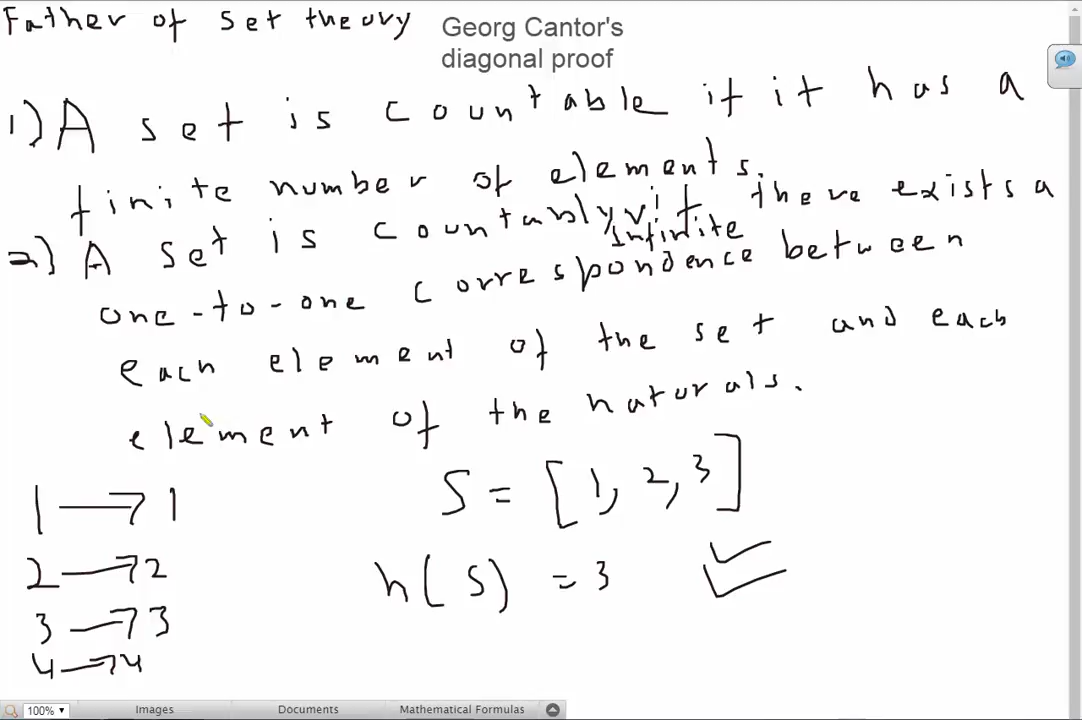 Father of set theory
Georg Cantor's
diagonal proof
1) A set is countable if it has a
finite number of elements.
2) A set is countably infinite if there exists a
one-to-one correspondence between
each element of the set and each
element of the naturals.
S = [1, 2, 3]
n(S) = 3
1 → 1
2 → 2
3 → 3
4 → 4
100% Images Documents Mathematical Formulas